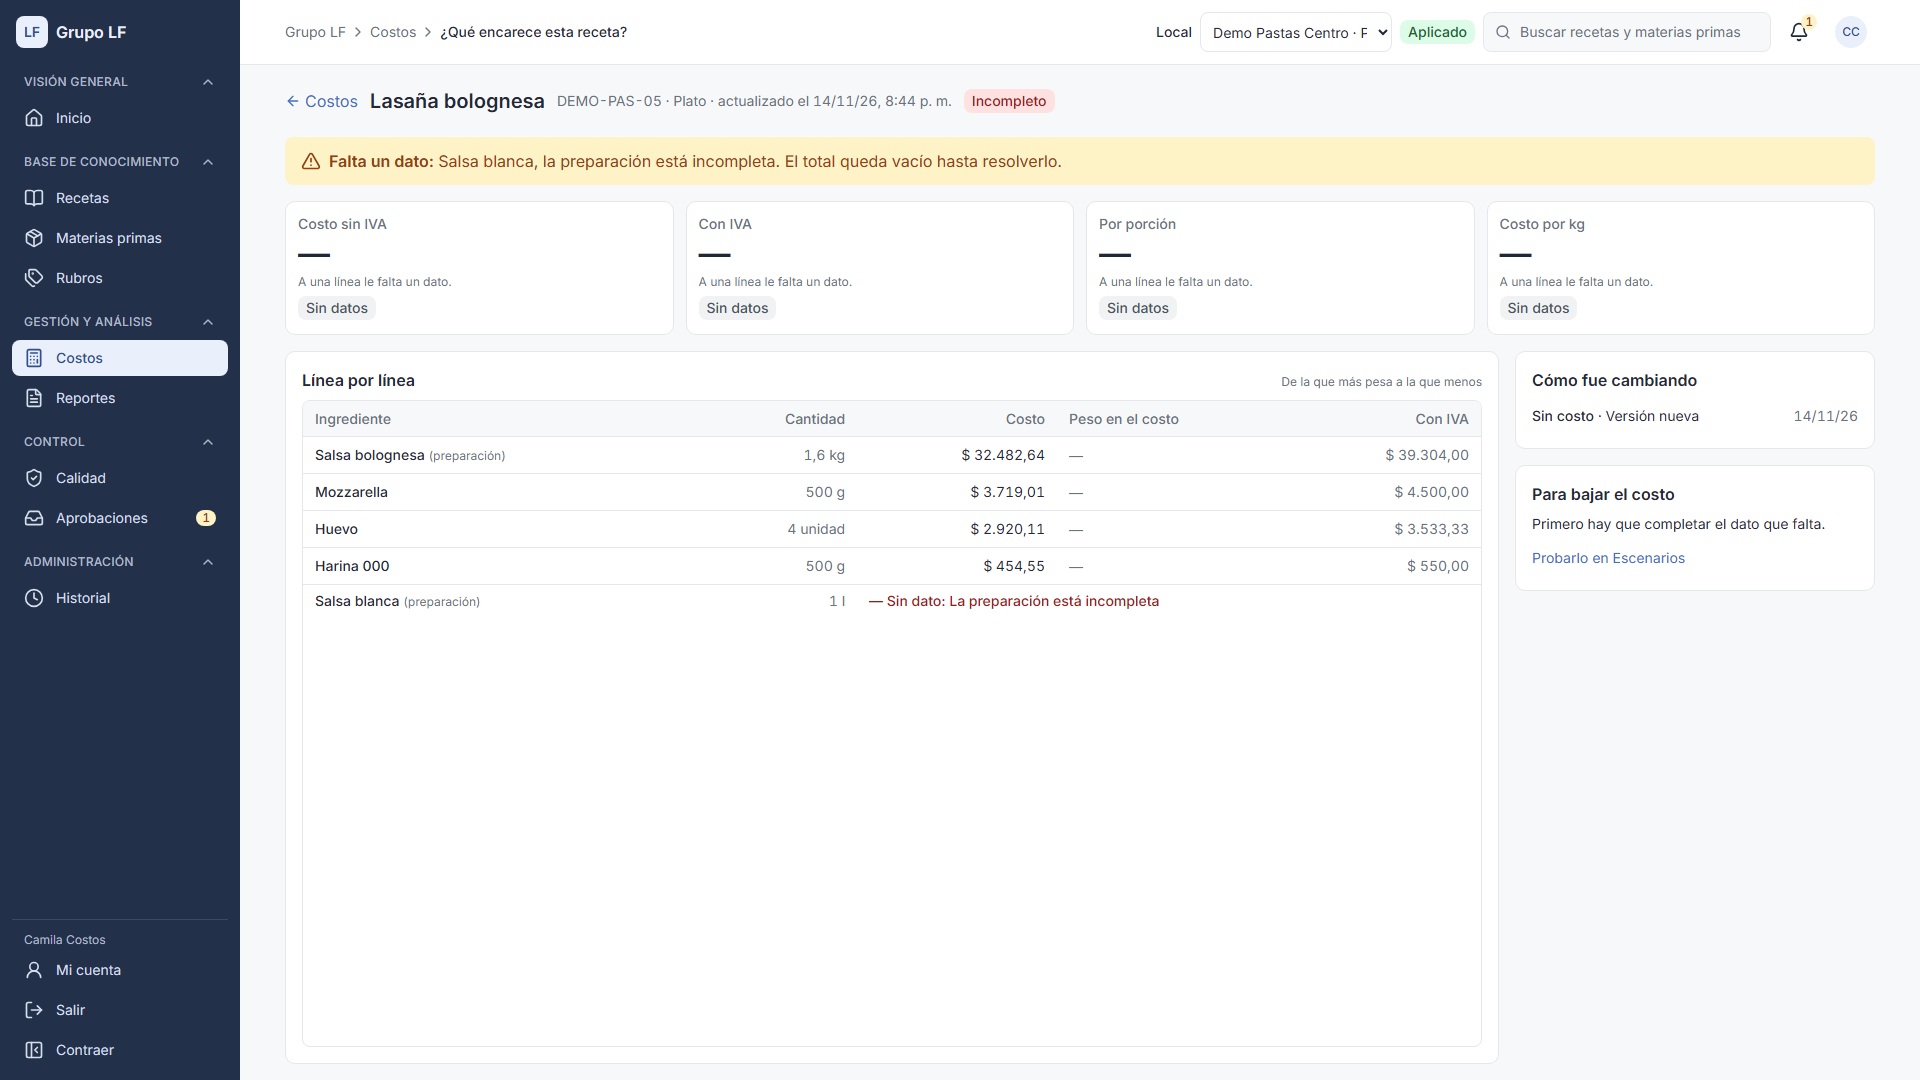 LF Grupo LF
VISIÓN GENERAL
Inicio
BASE DE CONOCIMIENTO
Recetas
Materias primas
Rubros
GESTIÓN Y ANÁLISIS
Costos
Reportes
CONTROL
Calidad
Aprobaciones 1
ADMINISTRACIÓN
Historial
Camila Costos
Mi cuenta
Salir
Contraer
Grupo LF > Costos > ¿Qué encarece esta receta?
Local Demo Pastas Centro · Aplicado Buscar recetas y materias primas 1 CC
← Costos Lasaña bolognesa DEMO-PAS-05 · Plato · actualizado el 14/11/26, 8:44 p. m. Incompleto
Falta un dato: Salsa blanca, la preparación está incompleta. El total queda vacío hasta resolverlo.
Costo sin IVA
—
A una línea le falta un dato.
Sin datos
Con IVA
—
A una línea le falta un dato.
Sin datos
Por porción
—
A una línea le falta un dato.
Sin datos
Costo por kg
—
A una línea le falta un dato.
Sin datos
Línea por línea De la que más pesa a la que menos
Ingrediente Cantidad Costo Peso en el costo Con IVA
Salsa bolognesa (preparación) 1,6 kg $ 32.482,64 — $ 39.304,00
Mozzarella 500 g $ 3.719,01 — $ 4.500,00
Huevo 4 unidad $ 2.920,11 — $ 3.533,33
Harina 000 500 g $ 454,55 — $ 550,00
Salsa blanca (preparación) 1 l — Sin dato: La preparación está incompleta
Cómo fue cambiando
Sin costo · Versión nueva 14/11/26
Para bajar el costo
Primero hay que completar el dato que falta.
Probarlo en Escenarios